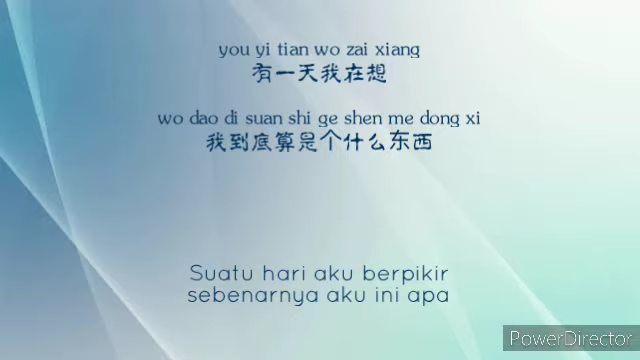 you yi tian wo zai xiang
有一天我在想
wo dao di suan shi ge shen me dong xi
我到底算是个什么东西
Suatu hari aku berpikir
sebenarnya aku ini apa
PowerDirector